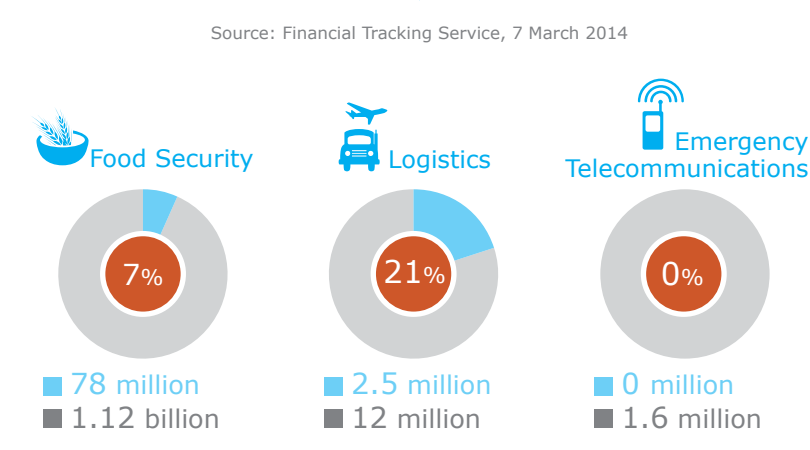 Source: Financial Tracking Service, 7 March 2014
Food Security
7%
78 million
1.12 billion
Logistics
21%
2.5 million
12 million
Emergency
Telecommunications
0%
0 million
1.6 million